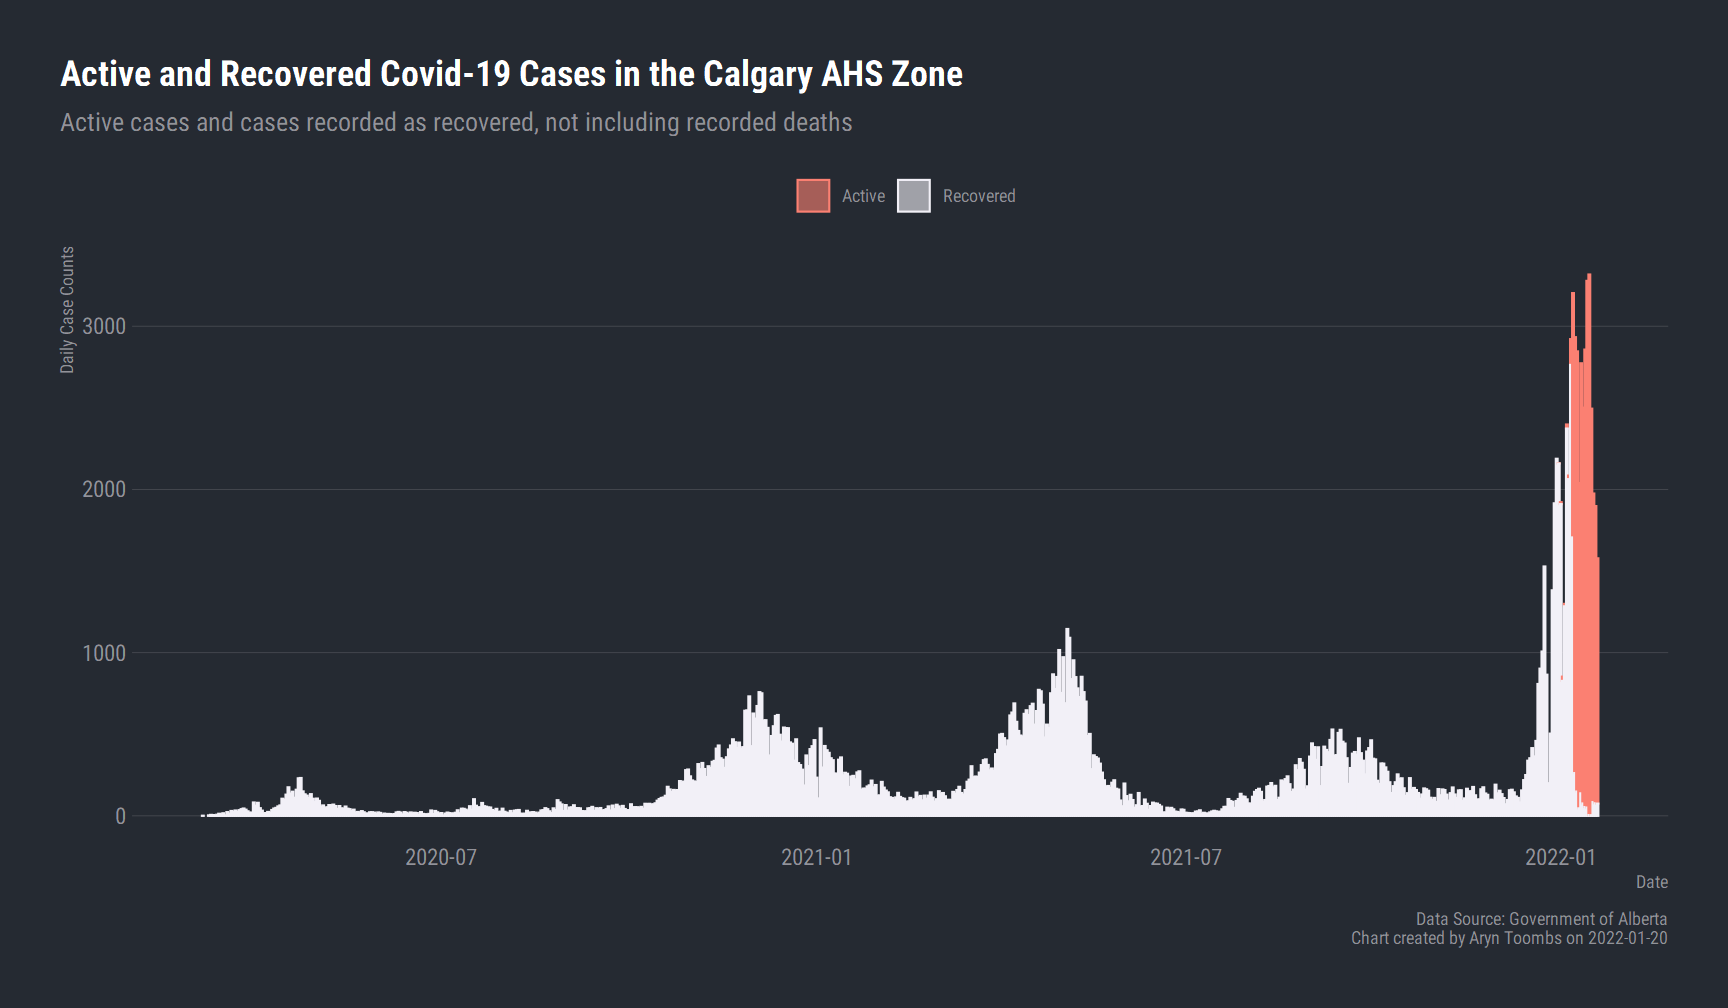 Active and Recovered Covid-19 Cases in the Calgary AHS Zone
Active cases and cases recorded as recovered, not including recorded deaths
Active
Recovered
Daily Case Counts
3000
2000
1000
0
2020-07
2021-01
2021-07
2022-01
Date
Data Source: Government of Alberta
Chart created by Aryn Toombs on 2022-01-20